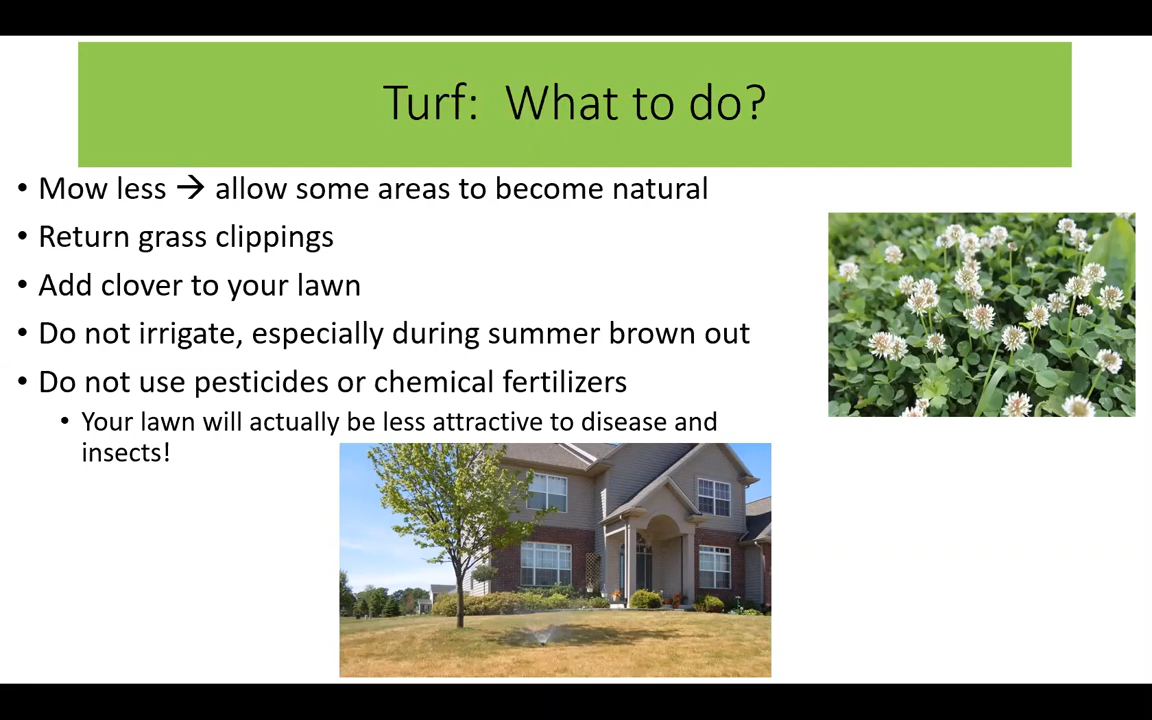 Turf:  What to do?
• Mow less → allow some areas to become natural
• Return grass clippings
• Add clover to your lawn
• Do not irrigate, especially during summer brown out
• Do not use pesticides or chemical fertilizers
• Your lawn will actually be less attractive to disease and
insects!